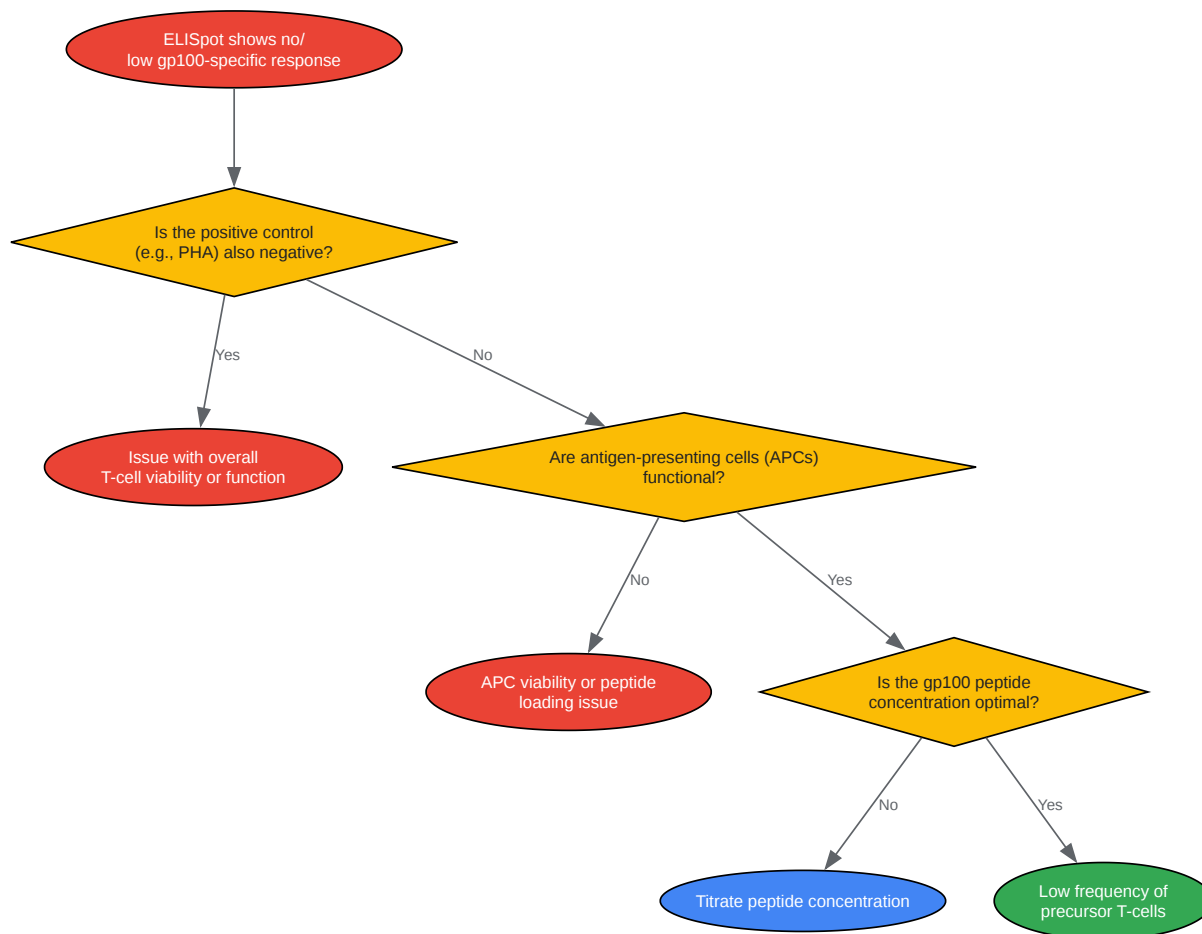 ELISpot shows no/
low gp100-specific response
Is the positive control
(e.g., PHA) also negative?
Yes
No
Issue with overall
T-cell viability or function
Are antigen-presenting cells (APCs)
functional?
No
Yes
APC viability or peptide
loading issue
Is the gp100 peptide
concentration optimal?
No
Yes
Titrate peptide concentration
Low frequency of
precursor T-cells